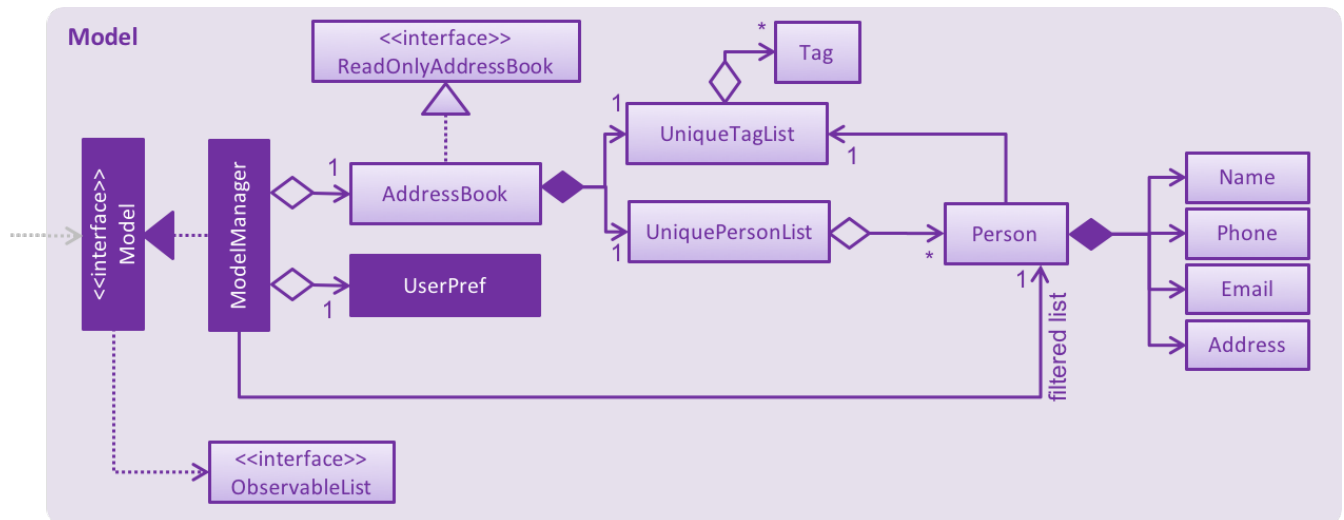 Model
<<interface>>
ReadOnlyAddressBook
*
Tag
1
UniqueTagList
1
<<interface>>
Model
ModelManager
1
AddressBook
1
UniquePersonList
*
Person
1
Name
Phone
Email
Address
1
UserPref
filtered list
<<interface>>
ObservableList